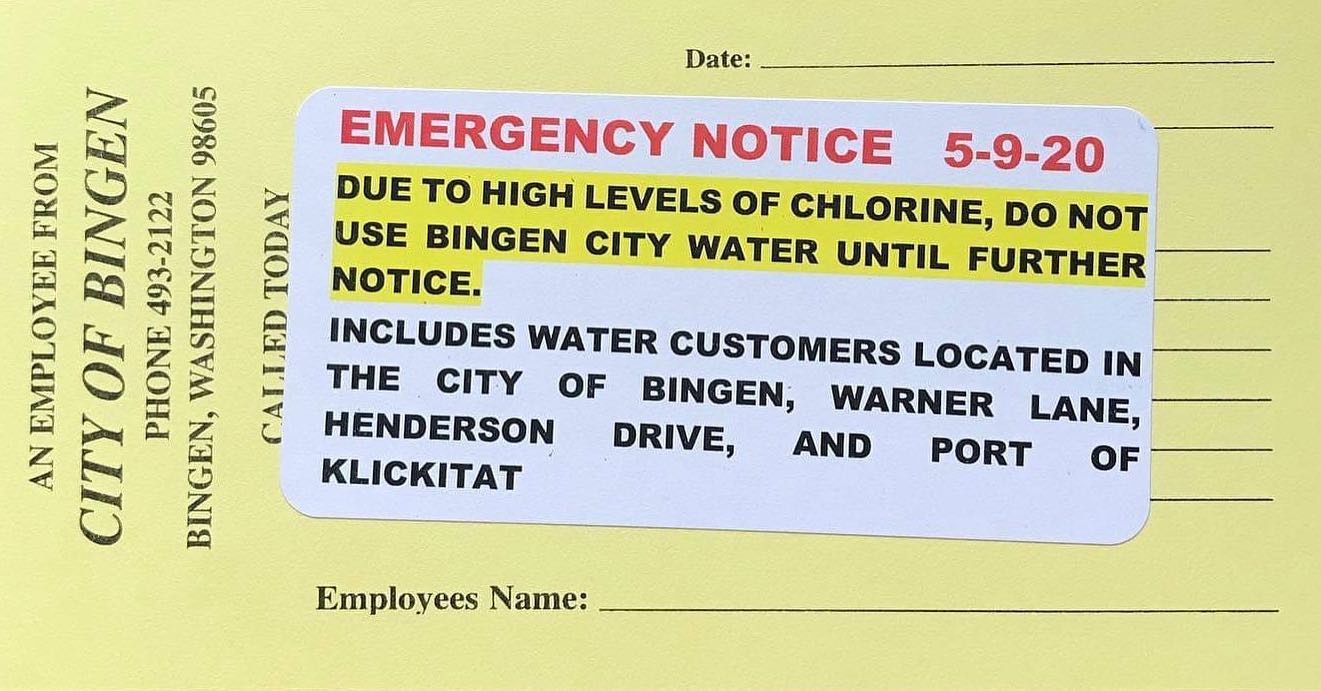 AN EMPLOYEE FROM
CITY OF BINGEN
PHONE 493-2122
BINGEN, WASHINGTON 98605
CALLED TODAY
Date:
EMERGENCY NOTICE 5-9-20
DUE TO HIGH LEVELS OF CHLORINE, DO NOT
USE BINGEN CITY WATER UNTIL FURTHER
NOTICE.
INCLUDES WATER CUSTOMERS LOCATED IN
THE CITY OF BINGEN, WARNER LANE,
HENDERSON DRIVE, AND PORT OF
KLICKITAT
Employees Name: